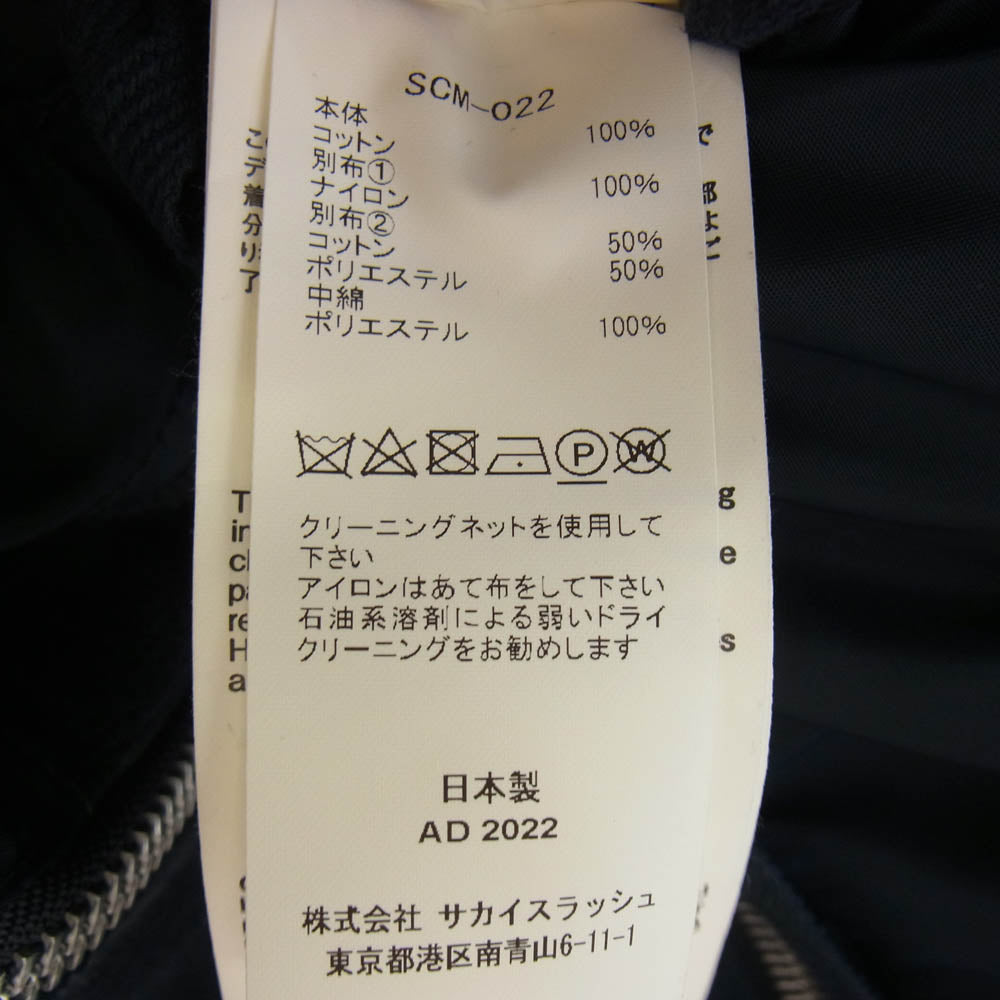 SCM-022
本体
コットン 100%
別布①
ナイロン 100%
別布②
コットン 50%
ポリエステル 50%
中綿
ポリエステル 100%
P W
クリーニングネットを使用して
下さい
アイロンはあて布をして下さい
石油系溶剤による弱いドライ
クリーニングをお勧めします
日本製
AD 2022
株式会社 サカイスラッシュ
東京都港区南青山6-11-1